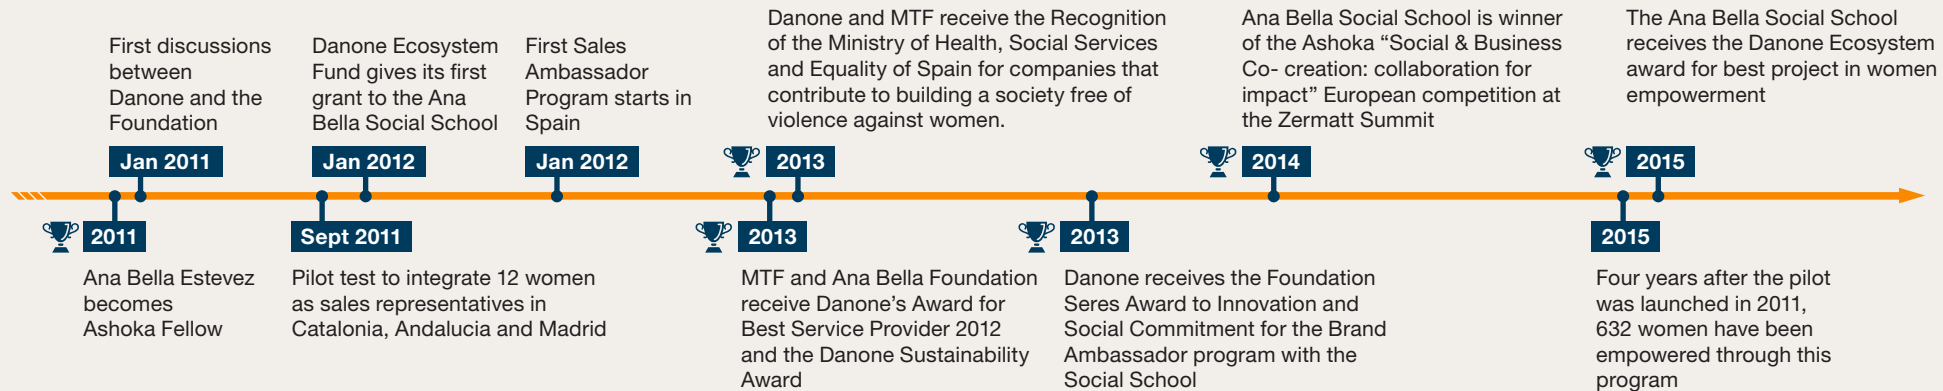 First discussions
between
Danone and the
Foundation
Jan 2011
Danone Ecosystem
Fund gives its first
grant to the Ana
Bella Social School
Jan 2012
First Sales
Ambassador
Program starts in
Spain
Jan 2012
Danone and MTF receive the Recognition
of the Ministry of Health, Social Services
and Equality of Spain for companies that
contribute to building a society free of
violence against women.
2013
Ana Bella Social School is winner
of the Ashoka “Social & Business
Co- creation: collaboration for
impact” European competition at
the Zermatt Summit
2014
The Ana Bella Social School
receives the Danone Ecosystem
award for best project in women
empowerment
2015
2011
Ana Bella Estevez
becomes
Ashoka Fellow
Sept 2011
Pilot test to integrate 12 women
as sales representatives in
Catalonia, Andalucia and Madrid
2013
MTF and Ana Bella Foundation
receive Danone’s Award for
Best Service Provider 2012
and the Danone Sustainability
Award
2013
Danone receives the Foundation
Seres Award to Innovation and
Social Commitment for the Brand
Ambassador program with the
Social School
2015
Four years after the pilot
was launched in 2011,
632 women have been
empowered through this
program